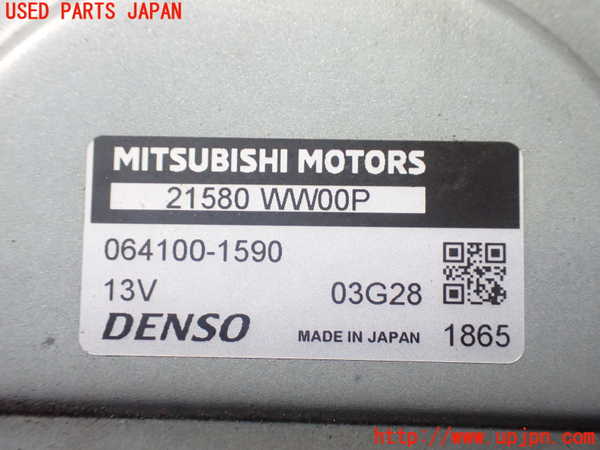 USED PARTS JAPAN
MITSUBISHI MOTORS
21580 WW00P
064100-1590
13V 03G28
DENSO MADE IN JAPAN 1865
http://www.upjpn.com/